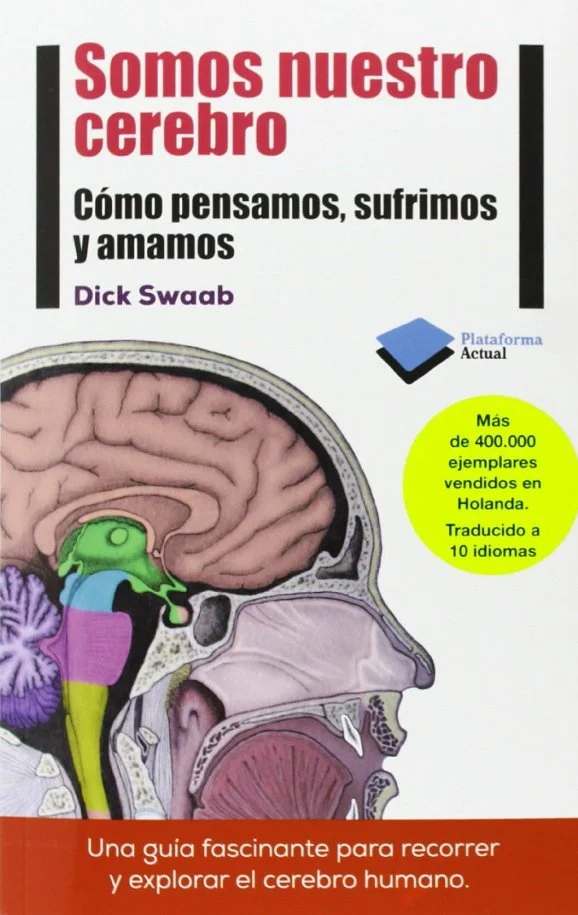 Somos nuestro
cerebro
Cómo pensamos, sufrimos
y amamos
Dick Swaab
Plataforma
Actual
Más
de 400.000
ejemplares
vendidos en
Holanda.
Traducido a
10 idiomas
Una guía fascinante para recorrer
y explorar el cerebro humano.